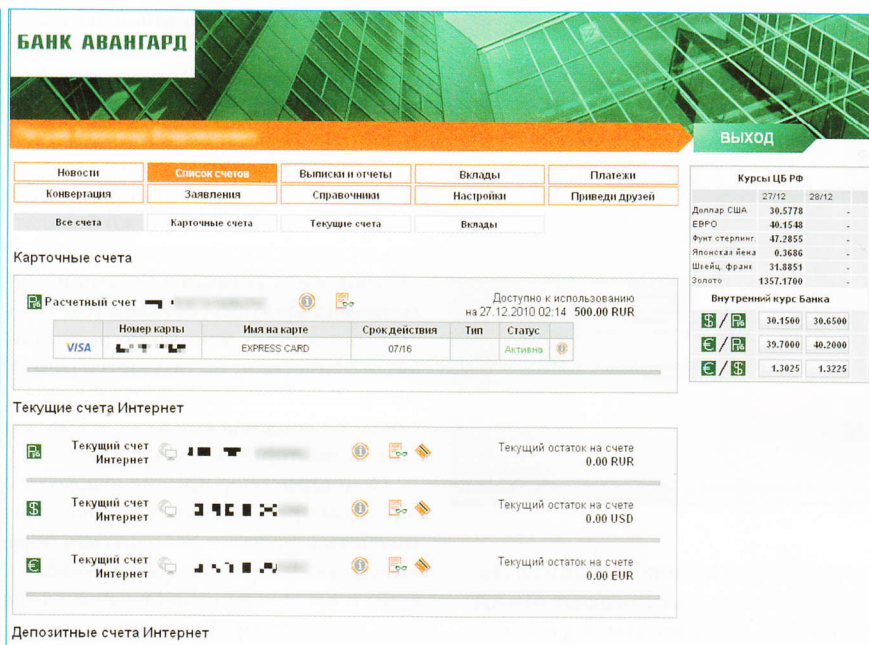 БАНК АВАНГАРД
ВЫХОД
Новости Список счетов Выписки и отчеты Вклады Платежи
Конвертация Заявления Справочники Настройки Приведи друзей
Все счета Карточные счета Текущие счета Вклады
Карточные счета
Расчетный счет
Доступно к использованию
на 27.12.2010 02:14 500.00 RUR
Номер карты Имя на карте Срок действия Тип Статус
VISA EXPRESS CARD 07/16 Активна
Текущие счета Интернет
Текущий счет
Интернет
Текущий остаток на счете
0.00 RUR
Текущий счет
Интернет
Текущий остаток на счете
0.00 USD
Текущий счет
Интернет
Текущий остаток на счете
0.00 EUR
Депозитные счета Интернет
Курсы ЦБ РФ
27/12 28/12
Доллар США 30.5778 -
ЕВРО 40.1548 -
Фунт стерлинг. 47.2855 -
Японская йена 0.3686 -
Швейц. франк 31.8851 -
Золото 1357.1700 -
Внутренний курс Банка
$ / Рб 30.1500 30.6500
€ / Рб 39.7000 40.2000
€ / $ 1.3025 1.3225